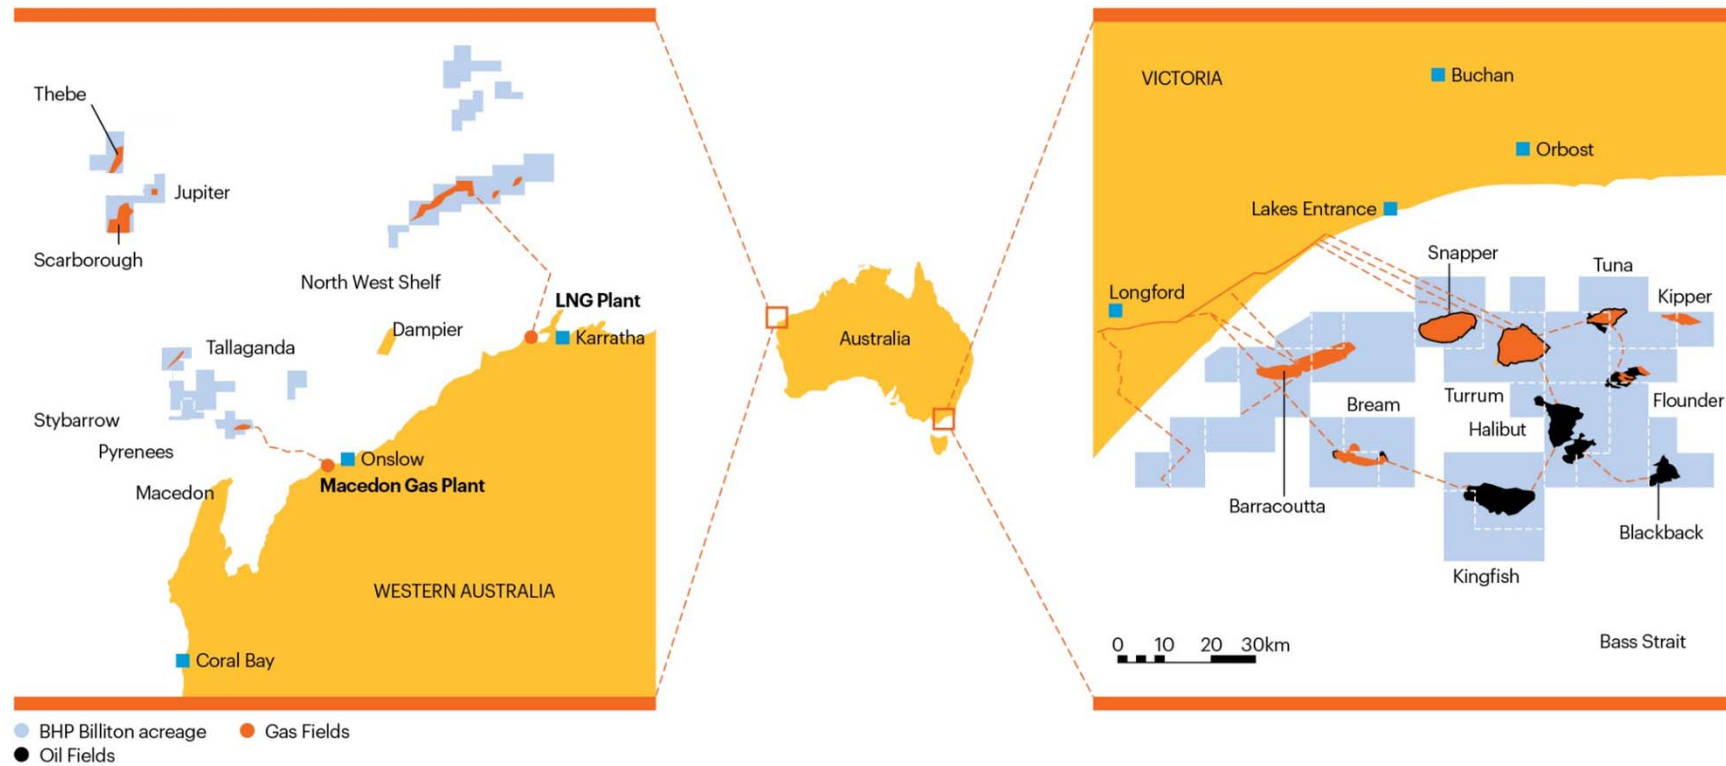 Thebe
Jupiter
Scarborough
North West Shelf
LNG Plant
Dampier
Karratha
Tallaganda
Stybarrow
Pyrenees
Onslow
Macedon
Macedon Gas Plant
WESTERN AUSTRALIA
Coral Bay
Australia
VICTORIA
Buchan
Orbost
Lakes Entrance
Snapper
Tuna
Longford
Kipper
Turrum
Bream
Flounder
Halibut
Barracoutta
Blackback
Kingfish
0 10 20 30km
Bass Strait
BHP Billiton acreage
Gas Fields
Oil Fields